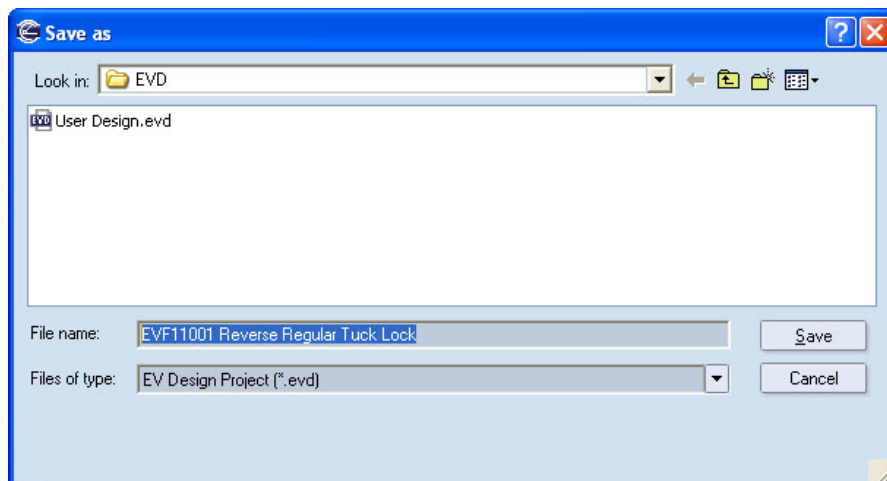 Save as
Look in: EVD
User Design.evd
File name: EVF11001 Reverse Regular Tuck Lock Save
Files of type: EV Design Project (*.evd) Cancel